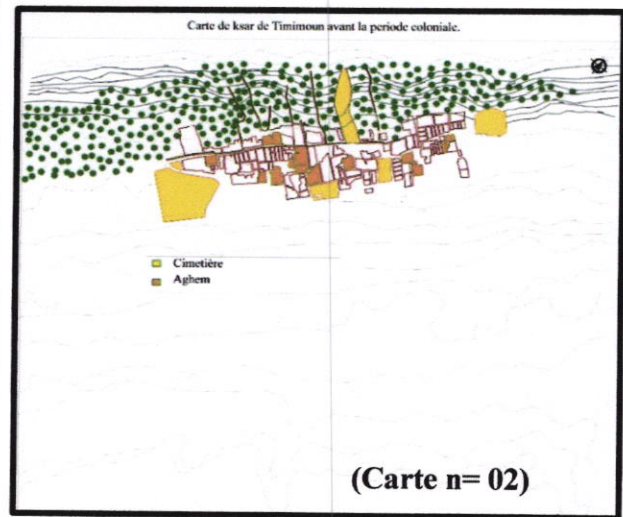 Carte de ksar de Timimoun avant la periode coloniale.
Cimetière
Aghem
(Carte n= 02)